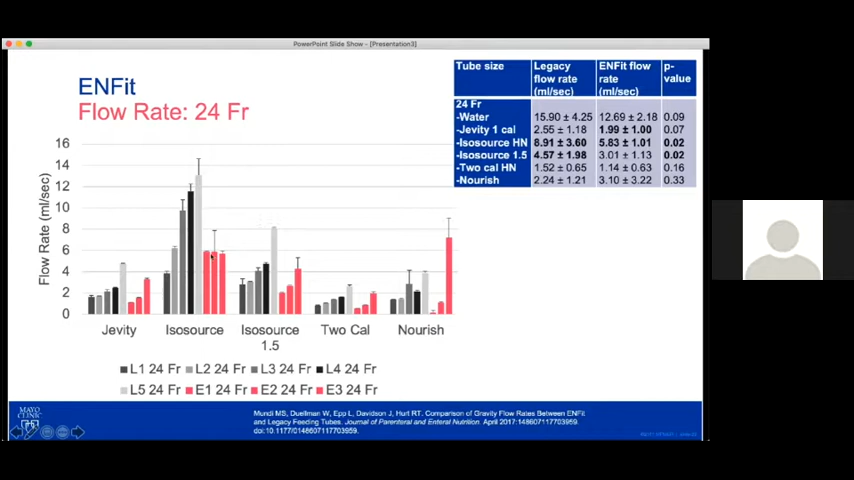 PowerPoint Slide Show - [Presentation3]
ENFit
Flow Rate: 24 Fr
Tube size Legacy flow rate (ml/sec) ENFit flow rate (ml/sec) p-value
24 Fr
-Water 15.90 ± 4.25 12.69 ± 2.18 0.09
-Jevity 1 cal 2.55 ± 1.18 1.99 ± 1.00 0.07
-Isosource HN 8.91 ± 3.60 5.83 ± 1.01 0.02
-Isosource 1.5 4.57 ± 1.98 3.01 ± 1.13 0.02
-Two cal HN 1.52 ± 0.65 1.14 ± 0.63 0.16
-Nourish 2.24 ± 1.21 3.10 ± 3.22 0.33
Flow Rate (ml/sec)
16
14
12
10
8
6
4
2
0
Jevity Isosource Isosource 1.5 Two Cal Nourish
L1 24 Fr L2 24 Fr L3 24 Fr L4 24 Fr
L5 24 Fr E1 24 Fr E2 24 Fr E3 24 Fr
MAYO
CLINIC
Mundi MS, Duellman W, Epp L, Davidson J, Hurt RT. Comparison of Gravity Flow Rates Between ENFit
and Legacy Feeding Tubes. Journal of Parenteral and Enteral Nutrition. April 2017:148607117703959.
doi:10.1177/0148607117703959.